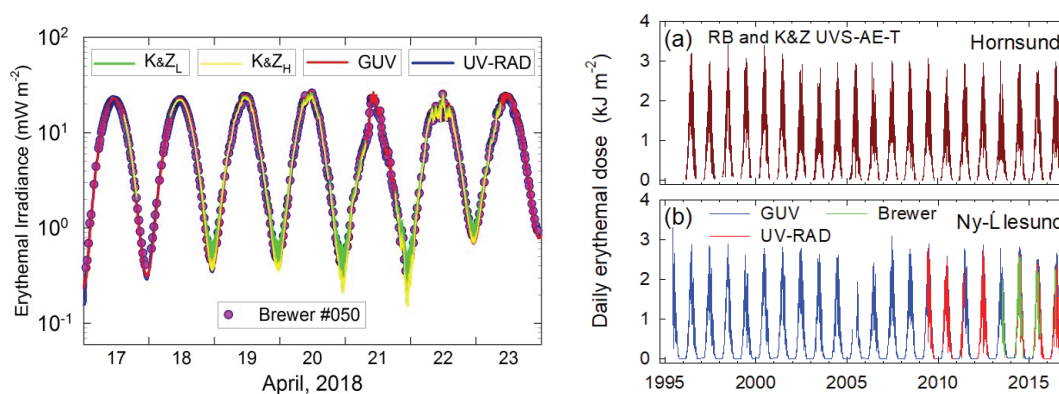 Erythemal Irradiance (mW m⁻²)
10²
10¹
10⁰
10⁻¹
K&Z_L K&Z_H GUV UV-RAD
Brewer #050
17 18 19 20 21 22 23
April, 2018
Daily erythemal dose (kJ m⁻²)
(a) RB and K&Z UVS-AE-T Hornsund
4
3
2
1
0
(b) GUV Brewer Ny-Ĺlesund
UV-RAD
4
3
2
1
0
1995 2000 2005 2010 2015